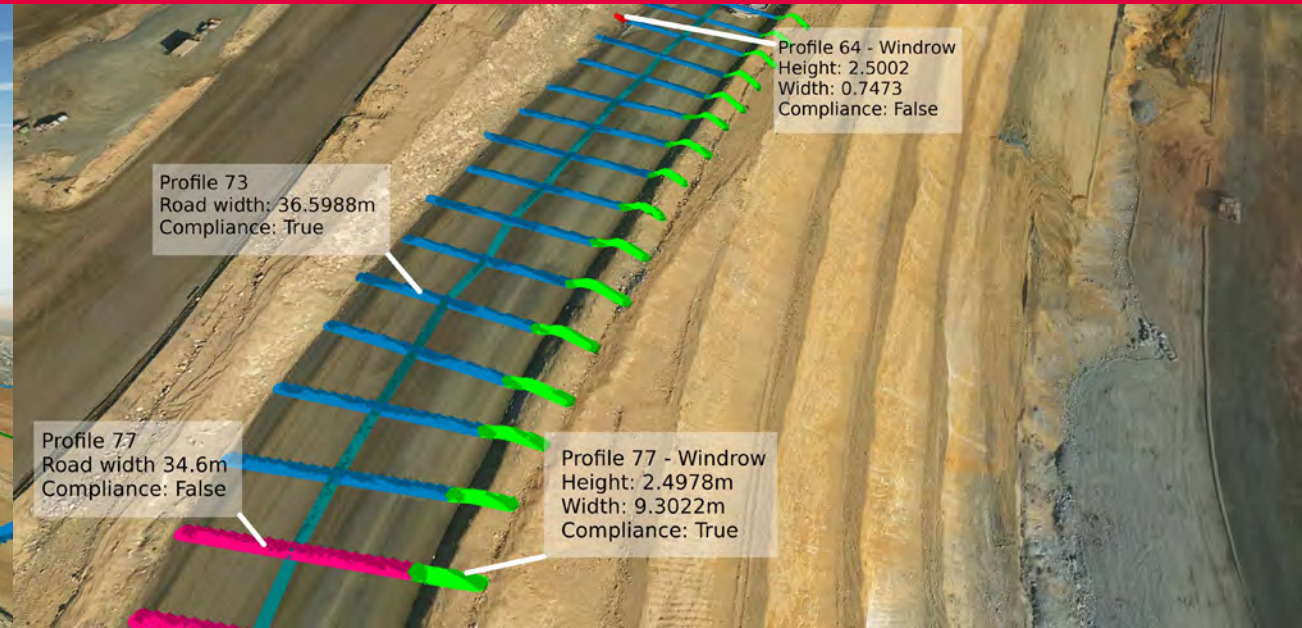 Profile 64 - Windrow
Height: 2.5002
Width: 0.7473
Compliance: False
Profile 73
Road width: 36.5988m
Compliance: True
Profile 77
Road width 34.6m
Compliance: False
Profile 77 - Windrow
Height: 2.4978m
Width: 9.3022m
Compliance: True